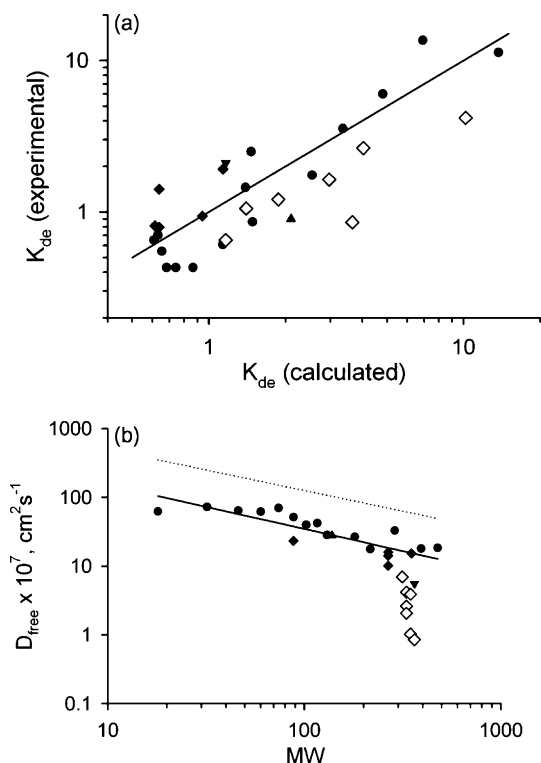 (a)
10
1
K_de (experimental)
1
10
K_de (calculated)
(b)
1000
100
10
1
0.1
D_free x 10^7, cm^2s^-1
10
100
1000
MW